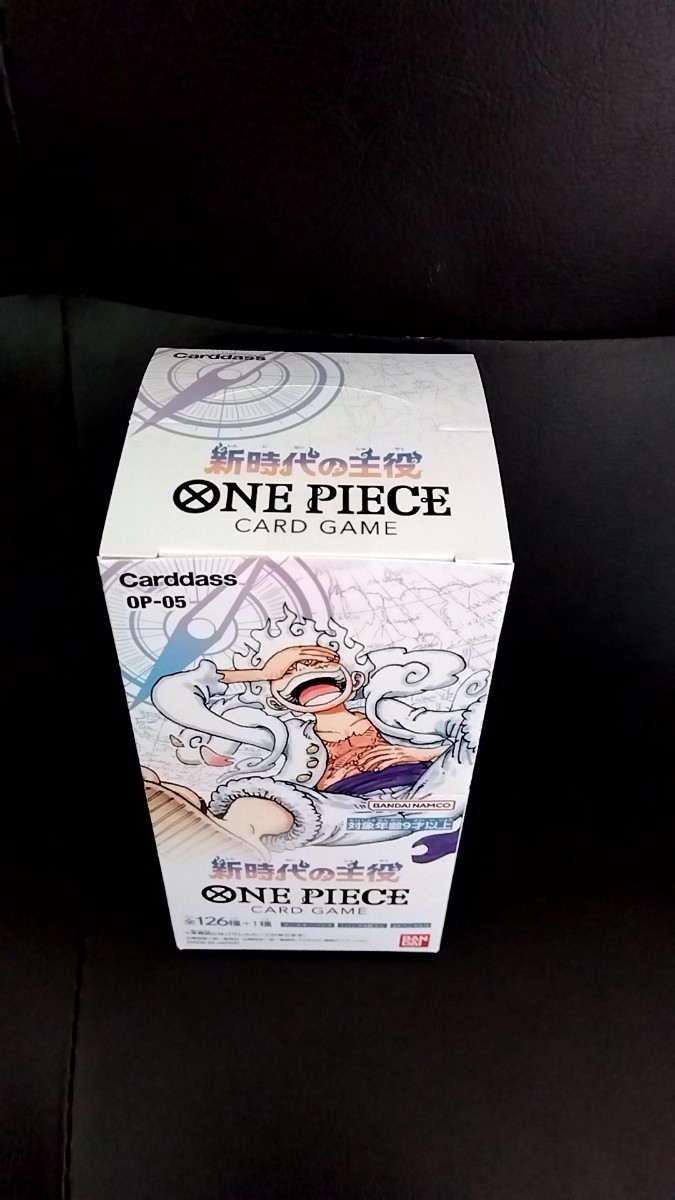 Carddass
新時代の主役
ONE PIECE
CARD GAME
Carddass
OP-05
BANDAI NAMCO
対象年齢9才以上
新時代の主役
ONE PIECE
CARD GAME
全126種+1種
BAN
DAI